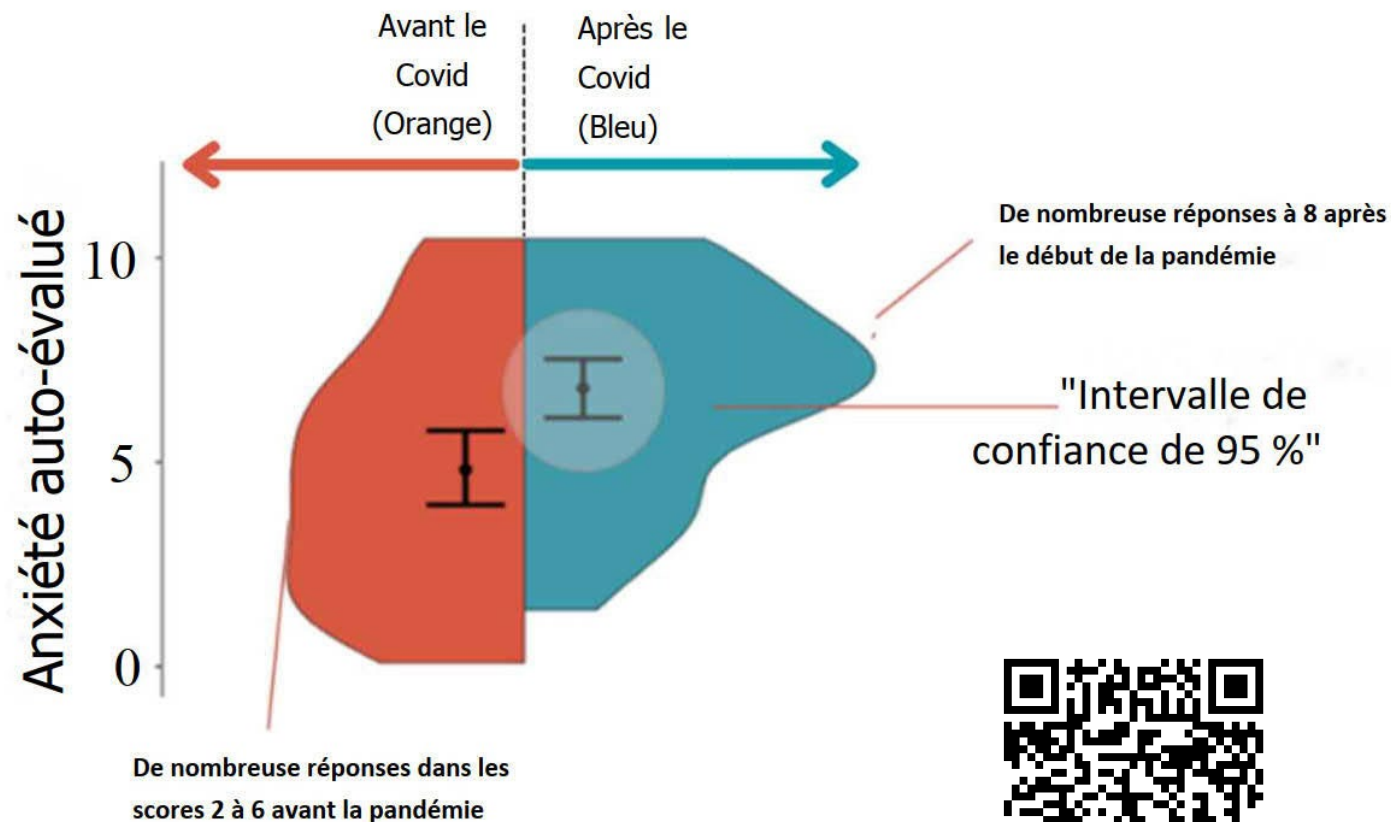 Avant le
Covid
(Orange)
Après le
Covid
(Bleu)
Anxiété auto-évalué
10
5
0
De nombreuse réponses à 8 après
le début de la pandémie
"Intervalle de
confiance de 95 %"
De nombreuse réponses dans les
scores 2 à 6 avant la pandémie